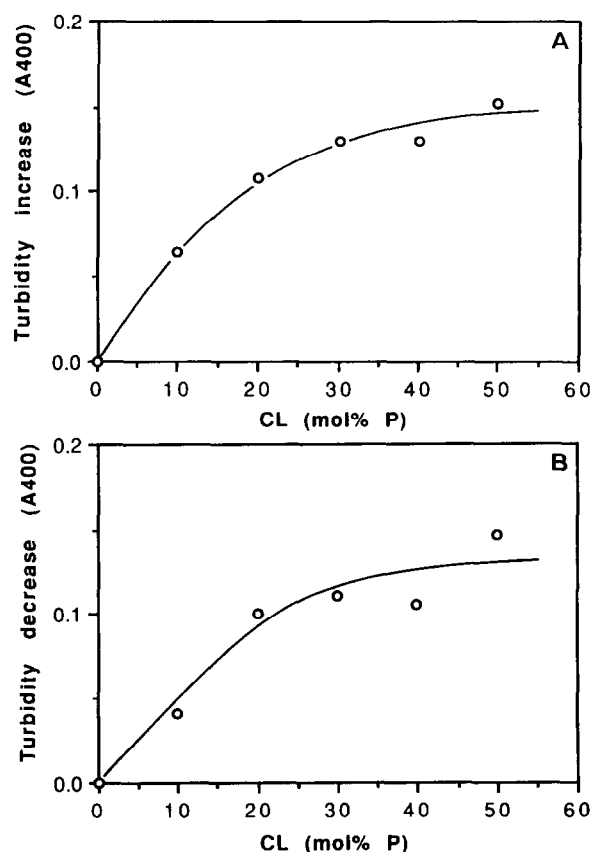 A
Turbidity increase (A400)
0.2
0.1
0.0
0 10 20 30 40 50 60
CL (mol% P)
B
Turbidity decrease (A400)
0.2
0.1
0.0
0 10 20 30 40 50 60
CL (mol% P)